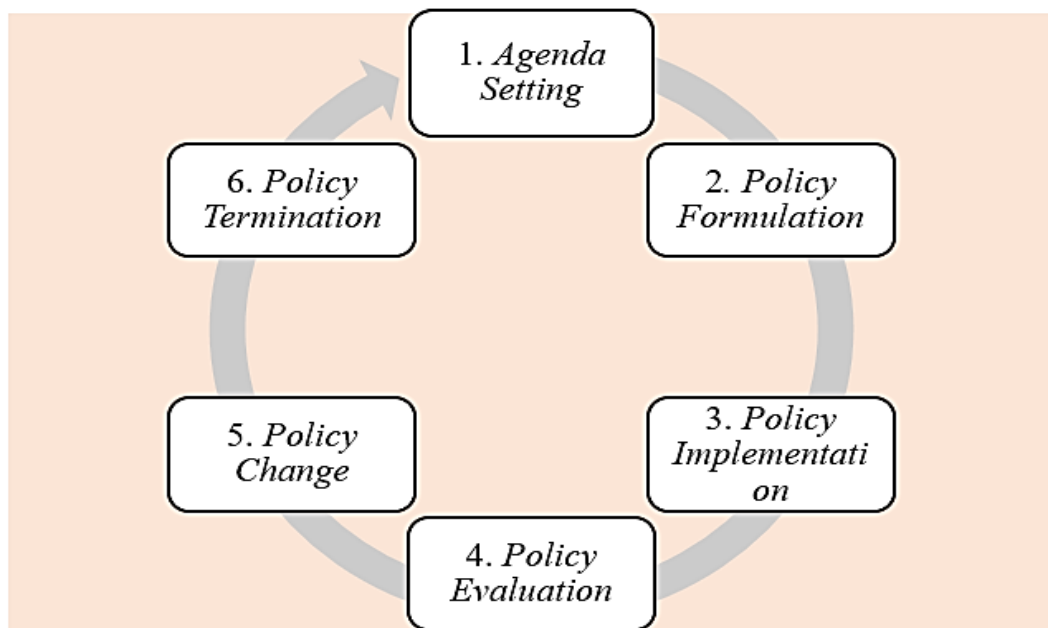 1. Agenda
Setting
2. Policy
Formulation
3. Policy
Implementati
on
4. Policy
Evaluation
5. Policy
Change
6. Policy
Termination